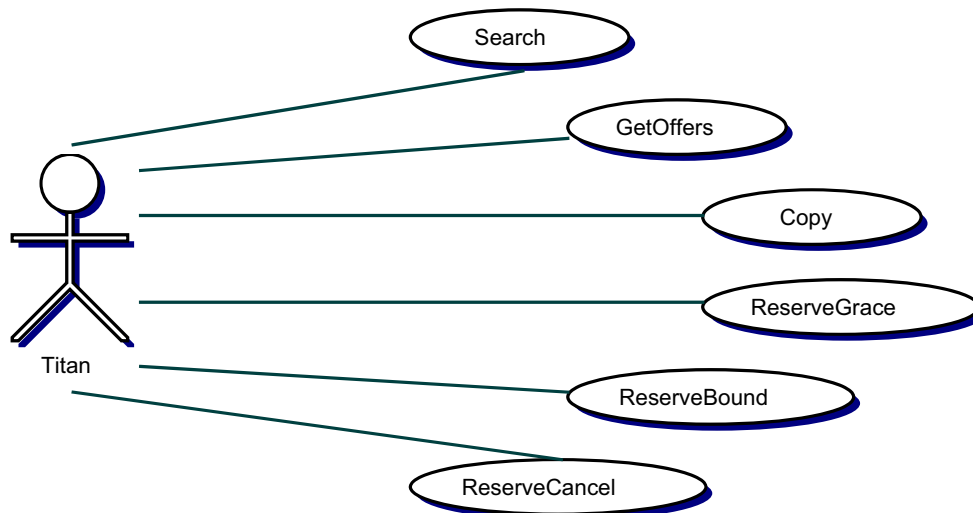 Search
GetOffers
Copy
ReserveGrace
Titan
ReserveBound
ReserveCancel